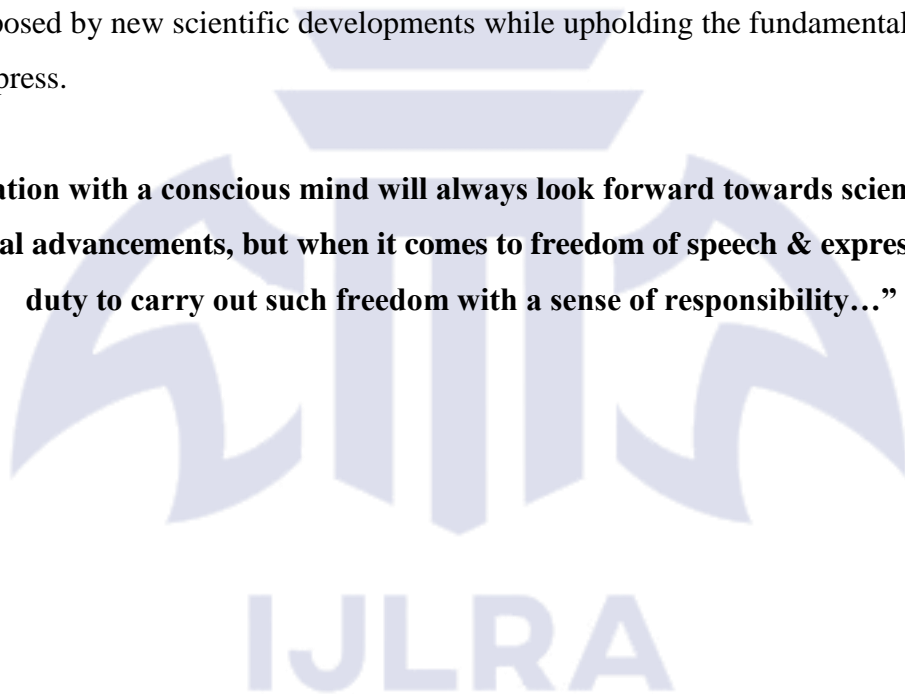 posed by new scientific developments while upholding the fundamental
press.
ation with a conscious mind will always look forward towards scien
al advancements, but when it comes to freedom of speech & expres
duty to carry out such freedom with a sense of responsibility…”
IJLRA